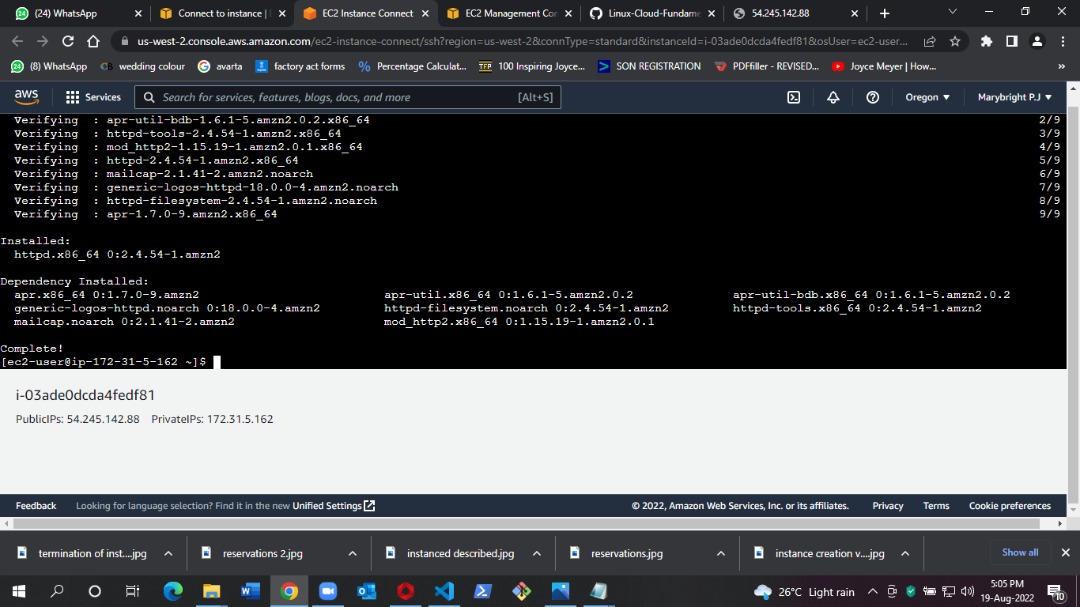 (24) WhatsApp
Connect to instance |
EC2 Instance Connect
EC2 Management Con
Linux-Cloud-Fundame
54.245.142.88
us-west-2.console.aws.amazon.com/ec2-instance-connect/ssh?region=us-west-2&connType=standard&instanceId=i-03ade0dcda4fedf81&osUser=ec2-user...
(8) WhatsApp
wedding colour
avarta
factory act forms
Percentage Calculat...
100 Inspiring Joyce...
SON REGISTRATION
PDFfiller - REVISED...
Joyce Meyer | How...
»
aws
Services
Search for services, features, blogs, docs, and more
[Alt+S]
Oregon ▼
Marybright P.J ▼
Verifying : apr-util-bdb-1.6.1-5.amzn2.0.2.x86_64 2/9
Verifying : httpd-tools-2.4.54-1.amzn2.x86_64 3/9
Verifying : mod_http2-1.15.19-1.amzn2.0.1.x86_64 4/9
Verifying : httpd-2.4.54-1.amzn2.x86_64 5/9
Verifying : mailcap-2.1.41-2.amzn2.noarch 6/9
Verifying : generic-logos-httpd-18.0.0-4.amzn2.noarch 7/9
Verifying : httpd-filesystem-2.4.54-1.amzn2.noarch 8/9
Verifying : apr-1.7.0-9.amzn2.x86_64 9/9
Installed:
httpd.x86_64 0:2.4.54-1.amzn2
Dependency Installed:
apr.x86_64 0:1.7.0-9.amzn2 apr-util.x86_64 0:1.6.1-5.amzn2.0.2 apr-util-bdb.x86_64 0:1.6.1-5.amzn2.0.2
generic-logos-httpd.noarch 0:18.0.0-4.amzn2 httpd-filesystem.noarch 0:2.4.54-1.amzn2 httpd-tools.x86_64 0:2.4.54-1.amzn2
mailcap.noarch 0:2.1.41-2.amzn2 mod_http2.x86_64 0:1.15.19-1.amzn2.0.1
Complete!
[ec2-user@ip-172-31-5-162 ~]$
i-03ade0dcda4fedf81
PublicIPs: 54.245.142.88 PrivateIPs: 172.31.5.162
Feedback
Looking for language selection? Find it in the new Unified Settings
© 2022, Amazon Web Services, Inc. or its affiliates.
Privacy
Terms
Cookie preferences
termination of inst....jpg
reservations 2.jpg
instanced described.jpg
reservations.jpg
instance creation v....jpg
Show all
26°C Light rain
5:05 PM
19-Aug-2022
10